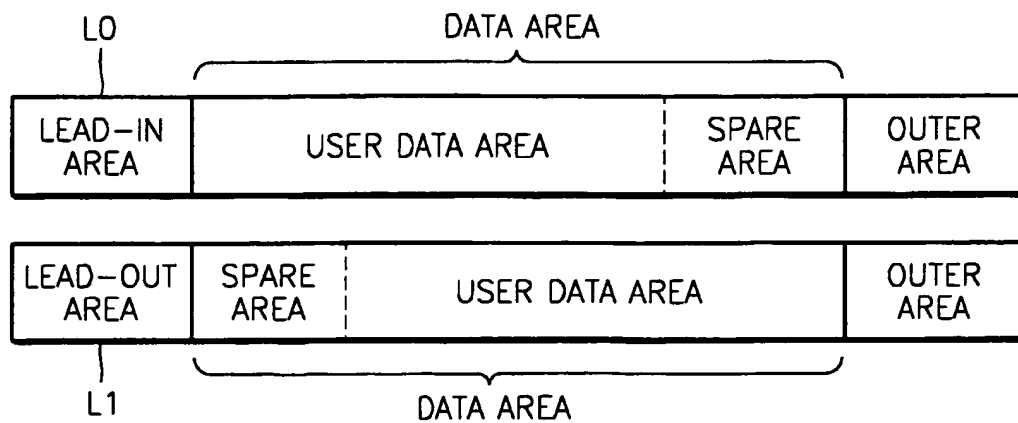 L0
DATA AREA
LEAD-IN
AREA
USER DATA AREA
SPARE
AREA
OUTER
AREA
LEAD-OUT
AREA
SPARE
AREA
USER DATA AREA
OUTER
AREA
L1
DATA AREA